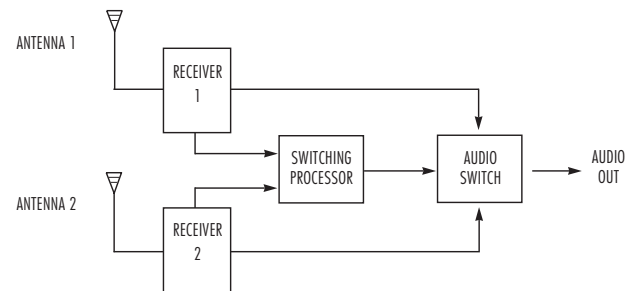 ANTENNA 1
RECEIVER
1
SWITCHING
PROCESSOR
AUDIO
SWITCH
AUDIO
OUT
ANTENNA 2
RECEIVER
2